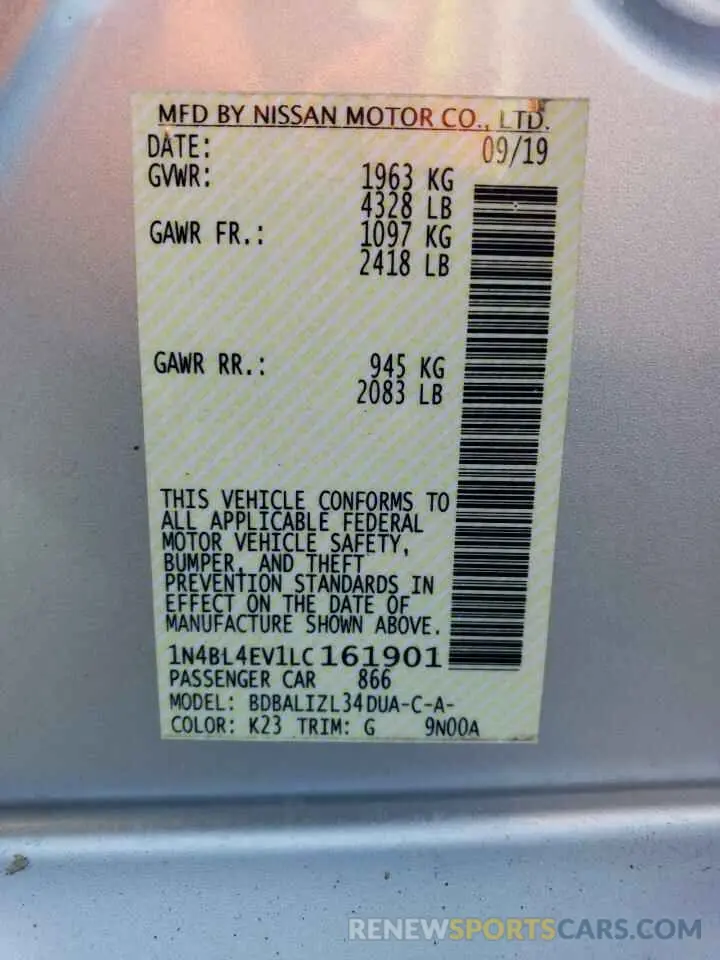 MFD BY NISSAN MOTOR CO., LTD.
DATE: 09/19
GVWR: 1963 KG
4328 LB
GAWR FR.: 1097 KG
2418 LB
GAWR RR.: 945 KG
2083 LB
THIS VEHICLE CONFORMS TO
ALL APPLICABLE FEDERAL
MOTOR VEHICLE SAFETY,
BUMPER, AND THEFT
PREVENTION STANDARDS IN
EFFECT ON THE DATE OF
MANUFACTURE SHOWN ABOVE.
1N4BL4EV1LC161901
PASSENGER CAR 866
MODEL: BDBALIZL34DUA-C-A-
COLOR: K23 TRIM: G 9N00A
RENEWSPORTSCARS.COM